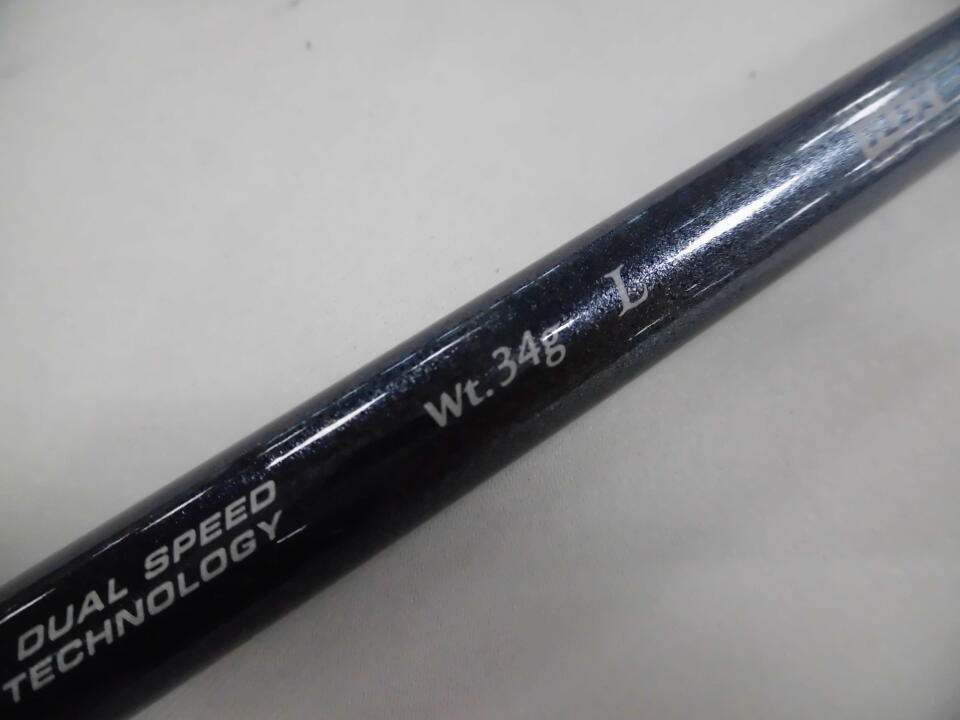 DUAL SPEED
TECHNOLOGY
Wt. 34g L